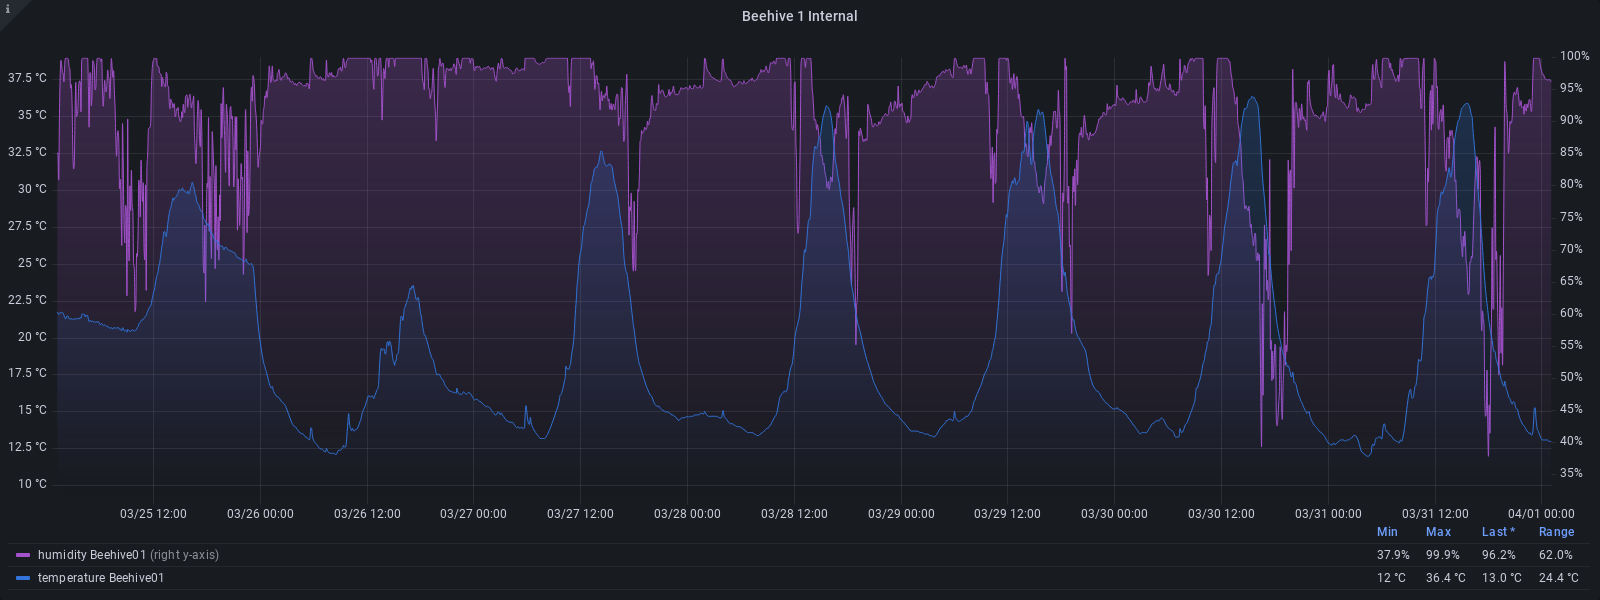 i
Beehive 1 Internal
37.5 °C
35 °C
32.5 °C
30 °C
27.5 °C
25 °C
22.5 °C
20 °C
17.5 °C
15 °C
12.5 °C
10 °C
100%
95%
90%
85%
80%
75%
70%
65%
60%
55%
50%
45%
40%
35%
03/25 12:00 03/26 00:00 03/26 12:00 03/27 00:00 03/27 12:00 03/28 00:00 03/28 12:00 03/29 00:00 03/29 12:00 03/30 00:00 03/30 12:00 03/31 00:00 03/31 12:00 04/01 00:00
Min Max Last * Range
humidity Beehive01 (right y-axis) 37.9% 99.9% 96.2% 62.0%
temperature Beehive01 12 °C 36.4 °C 13.0 °C 24.4 °C